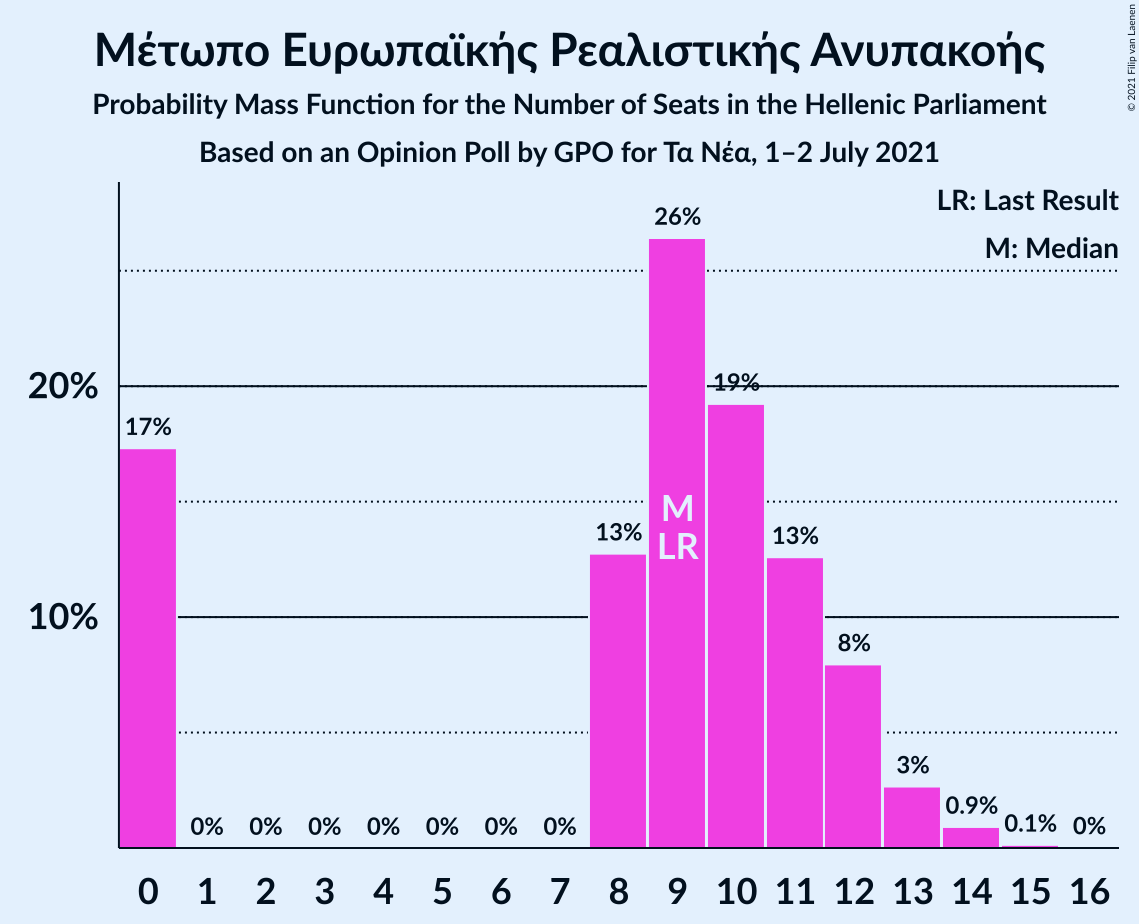 Μέτωπο Ευρωπαϊκής Ρεαλιστικής Ανυπακοής
Probability Mass Function for the Number of Seats in the Hellenic Parliament
Based on an Opinion Poll by GPO for Τα Νέα, 1–2 July 2021
© 2021 Filip van Laenen
LR: Last Result
M: Median
26%
20%
19%
17%
M
13%
13%
LR
10%
8%
3%
0.9%
0% 0% 0% 0% 0% 0% 0% 0.1% 0%
0 1 2 3 4 5 6 7 8 9 10 11 12 13 14 15 16